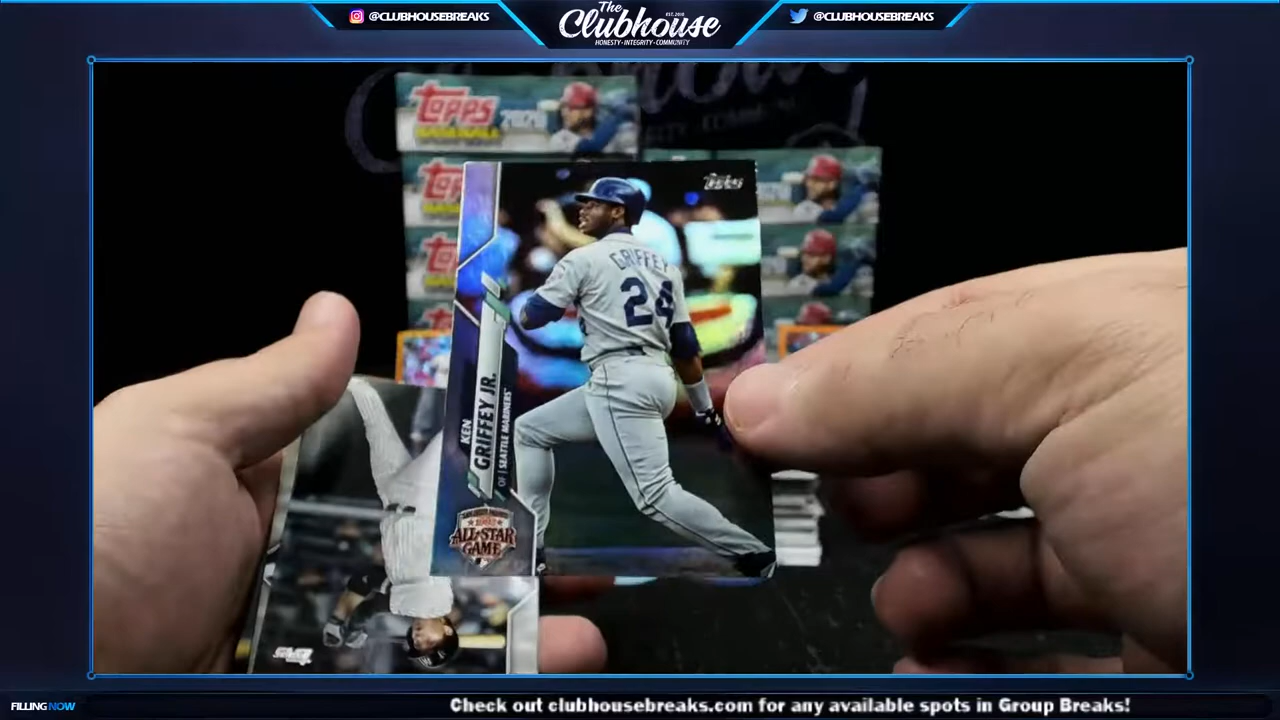 @CLUBHOUSEBREAKS
The
Clubhouse
EST. 2018
HONESTY • INTEGRITY • COMMUNITY
@CLUBHOUSEBREAKS
Topps
BASEBALL
2020
Topps
GRIFFEY
24
KEN
GRIFFEY JR.
OF | SEATTLE MARINERS
ALL-STAR
GAME
FILLING NOW
Check out clubhousebreaks.com for any available spots in Group Breaks!